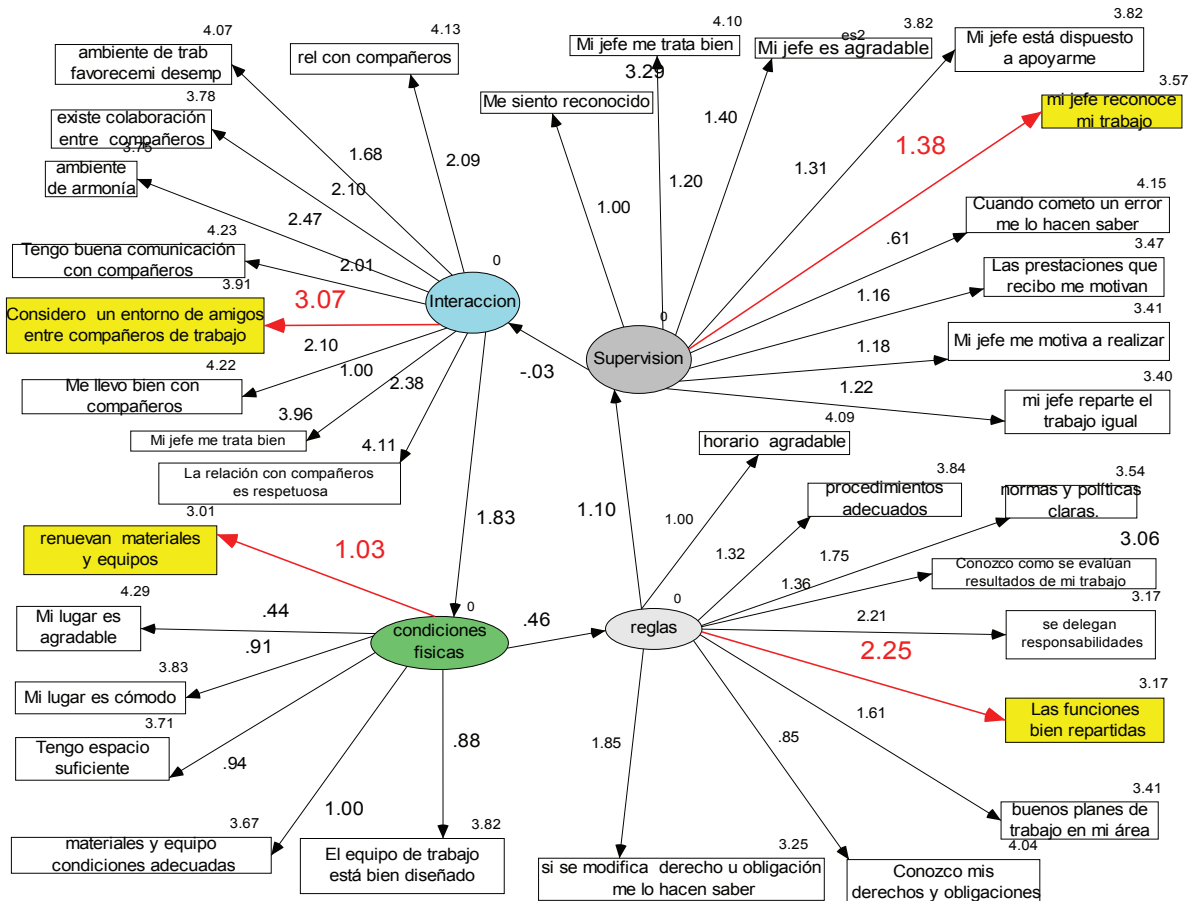 4.07
ambiente de trab
favorecemi desemp
4.13
rel con compañeros
4.10
Mi jefe me trata bien
3.82
es2
Mi jefe es agradable
3.82
Mi jefe está dispuesto
a apoyarme
3.29
Me siento reconocido
3.57
mi jefe reconoce
mi trabajo
3.78
existe colaboración
entre compañeros
3.75
ambiente
de armonía
1.68
2.09
2.10
2.47
2.01
1.00
1.20
1.40
1.31
1.38
4.15
Cuando cometo un error
me lo hacen saber
.61
4.23
Tengo buena comunicación
con compañeros
3.47
Las prestaciones que
recibo me motivan
1.16
0
Interaccion
3.91
Considero un entorno de amigos
entre compañeros de trabajo
3.07
0
Supervision
3.41
Mi jefe me motiva a realizar
1.18
-.03
4.22
Me llevo bien con
compañeros
2.10
1.00
2.38
3.40
mi jefe reparte el
trabajo igual
1.22
3.96
Mi jefe me trata bien
4.11
La relación con compañeros
es respetuosa
4.09
horario agradable
1.83
1.10
1.00
3.84
procedimientos
adecuados
1.32
3.54
normas y políticas
claras.
1.75
3.01
renuevan materiales
y equipos
1.03
3.06
Conozco como se evalúan
resultados de mi trabajo
1.36
4.29
Mi lugar es
agradable
.44
0
condiciones
fisicas
.46
0
reglas
3.17
se delegan
responsabilidades
2.21
3.83
Mi lugar es cómodo
.91
2.25
3.17
Las funciones
bien repartidas
3.71
Tengo espacio
suficiente
.94
.88
1.85
.85
1.61
3.41
buenos planes de
trabajo en mi área
3.67
materiales y equipo
condiciones adecuadas
1.00
3.82
El equipo de trabajo
está bien diseñado
3.25
si se modifica derecho u obligación
me lo hacen saber
4.04
Conozco mis
derechos y obligaciones